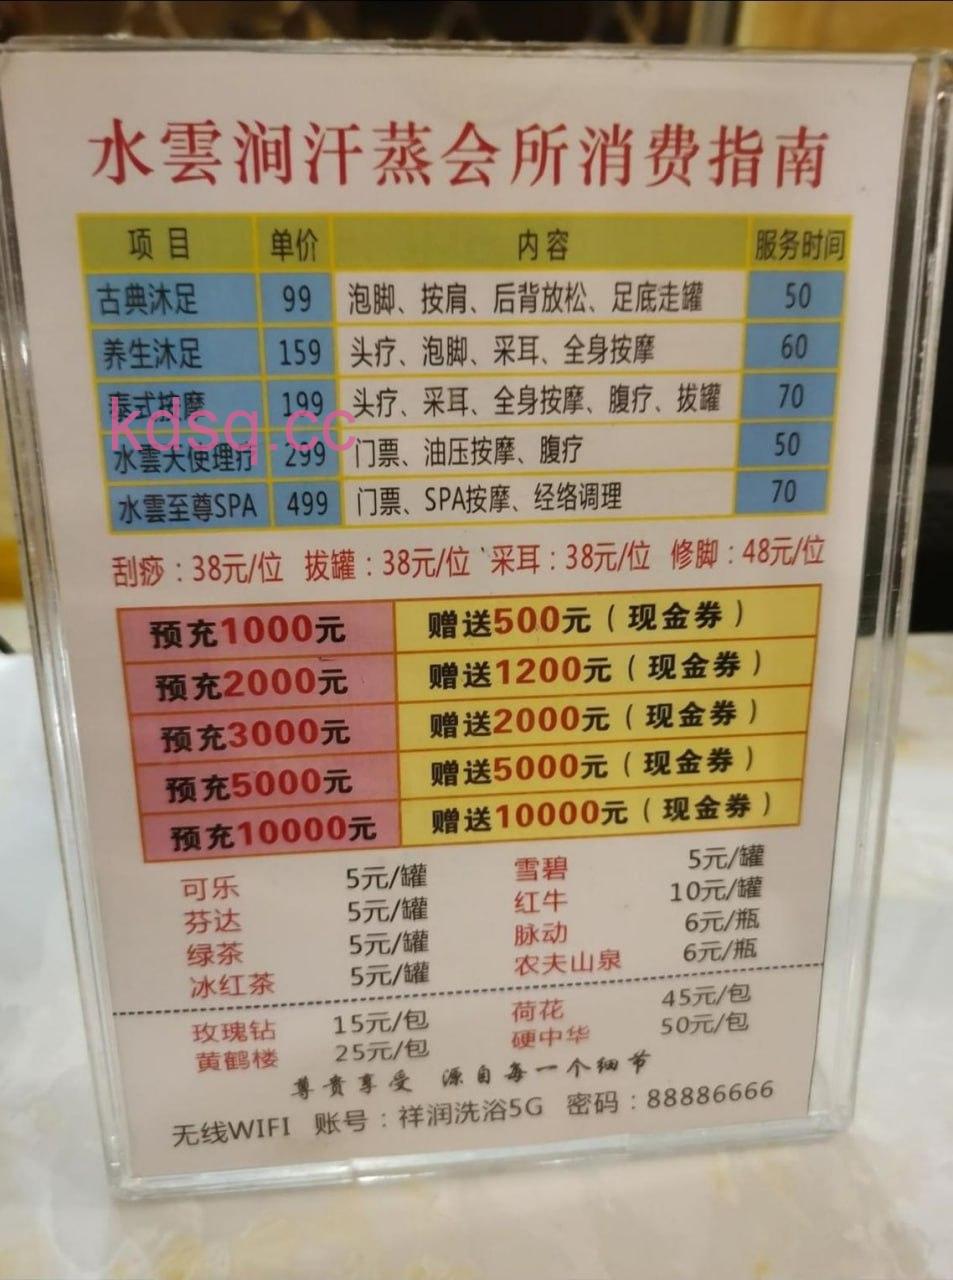 水雲涧汗蒸会所消费指南
项目 单价 内容 服务时间
古典沐足 99 泡脚、按肩、后背放松、足底走罐 50
养生沐足 159 头疗、泡脚、采耳、全身按摩 60
泰式按摩 199 头疗、采耳、全身按摩、腹疗、拔罐 70
kdsq.cc
水雲天使理疗 299 门票、油压按摩、腹疗 50
水雲至尊SPA 499 门票、SPA按摩、经络调理 70
刮痧：38元/位 拔罐：38元/位 采耳：38元/位 修脚：48元/位
预充1000元 赠送500元（现金券）
预充2000元 赠送1200元（现金券）
预充3000元 赠送2000元（现金券）
预充5000元 赠送5000元（现金券）
预充10000元 赠送10000元（现金券）
可乐 5元/罐 雪碧 5元/罐
芬达 5元/罐 红牛 10元/罐
绿茶 5元/罐 脉动 6元/瓶
冰红茶 5元/罐 农夫山泉 6元/瓶
玫瑰钻 15元/包 荷花 45元/包
黄鹤楼 25元/包 硬中华 50元/包
尊贵享受 源自每一个细节
无线WIFI 账号：祥润洗浴5G 密码：88886666